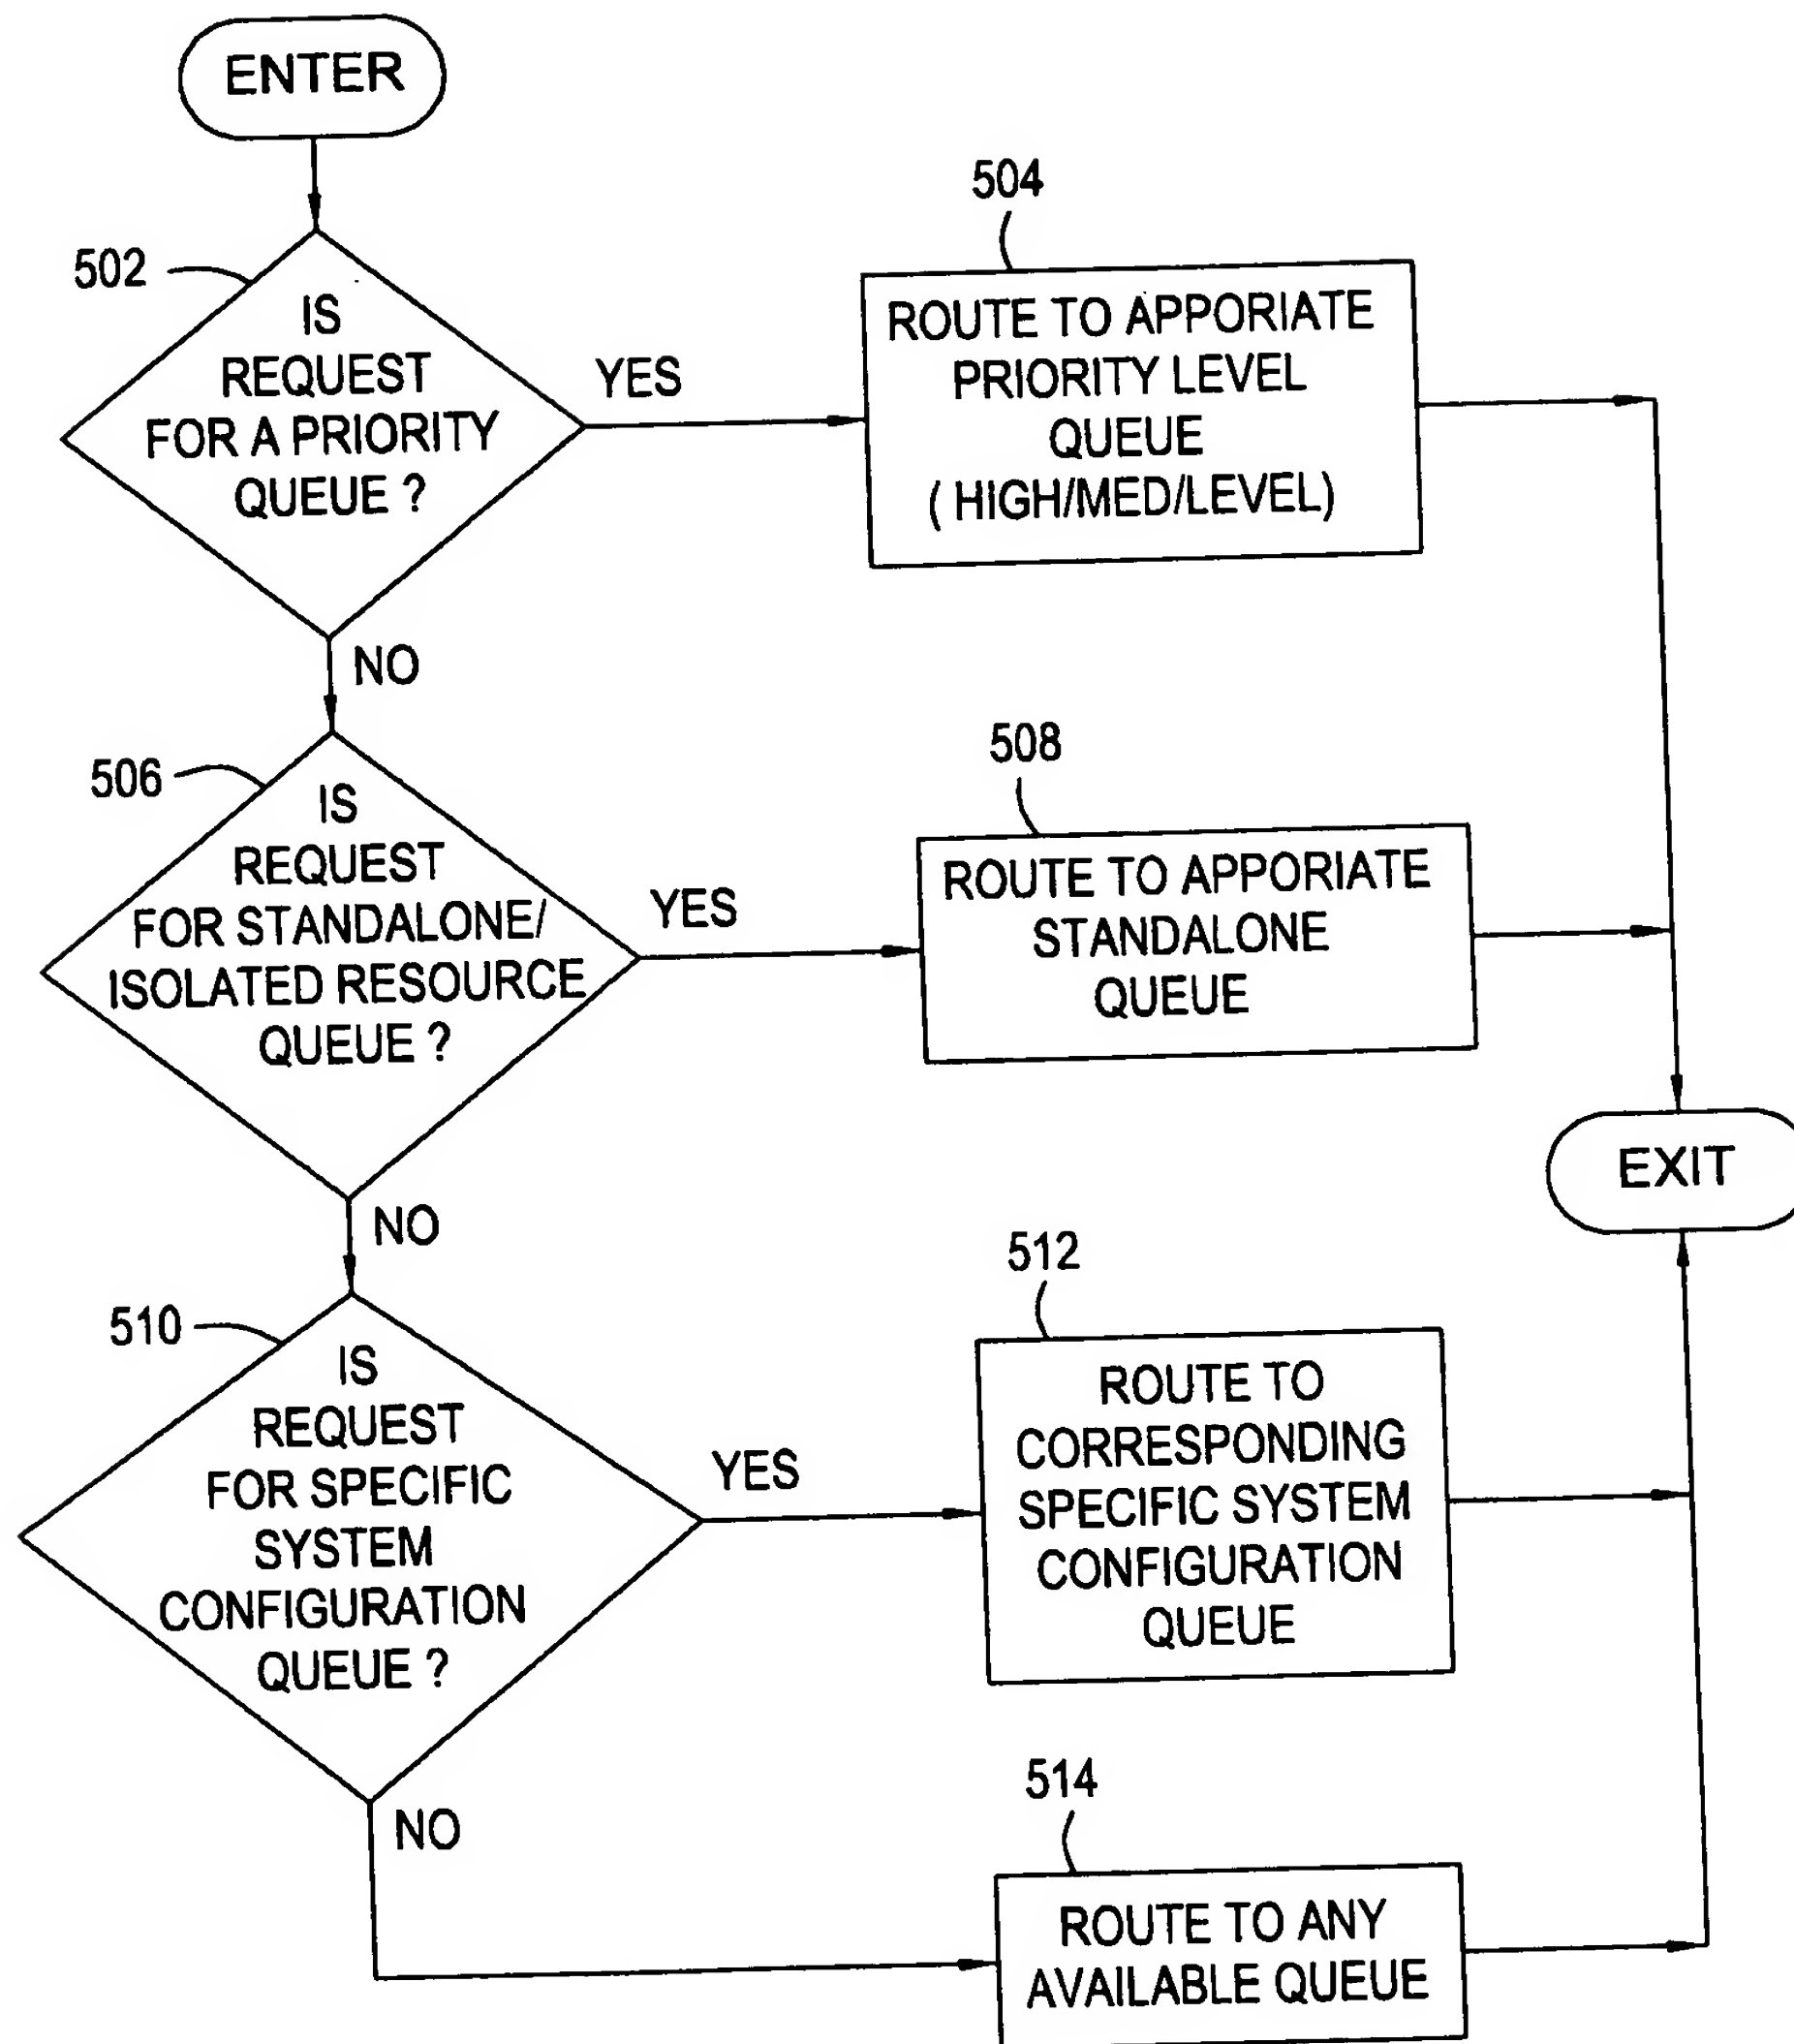 ENTER
502
IS
REQUEST
FOR A PRIORITY
QUEUE ?
YES
NO
504
ROUTE TO APPORIATE
PRIORITY LEVEL
QUEUE
( HIGH/MED/LEVEL)
506
IS
REQUEST
FOR STANDALONE/
ISOLATED RESOURCE
QUEUE ?
YES
NO
508
ROUTE TO APPORIATE
STANDALONE
QUEUE
EXIT
510
IS
REQUEST
FOR SPECIFIC
SYSTEM
CONFIGURATION
QUEUE ?
YES
NO
512
ROUTE TO
CORRESPONDING
SPECIFIC SYSTEM
CONFIGURATION
QUEUE
514
ROUTE TO ANY
AVAILABLE QUEUE